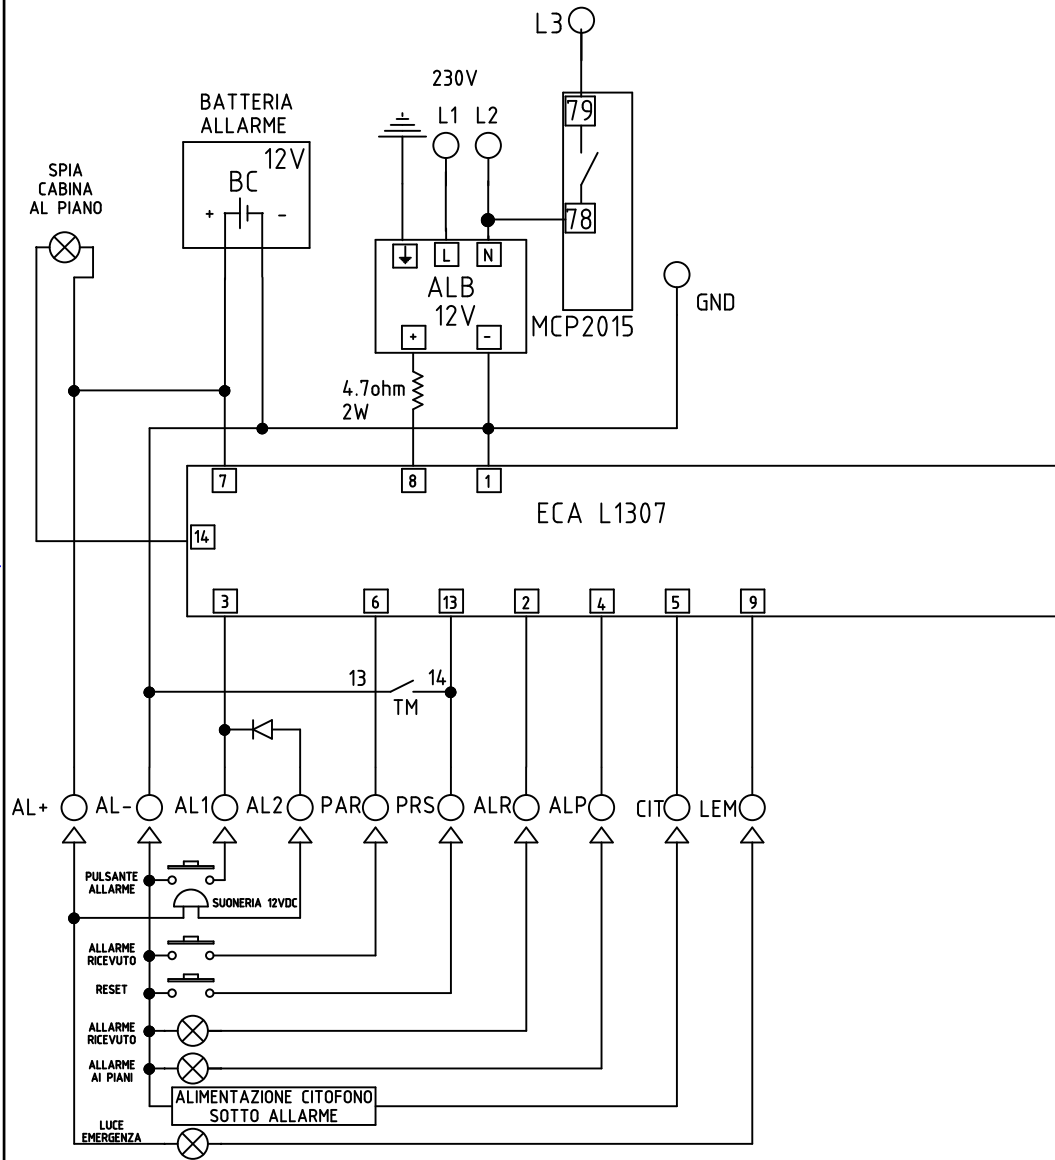 L3
230V
L1 L2
79
78
MCP2015
BATTERIA
ALLARME
12V
BC
+ -
SPIA
CABINA
AL PIANO
L N
ALB
12V
+ -
GND
4.7ohm
2W
7 8 1
ECA L1307
14
3 6 13 2 4 5 9
13 14
TM
AL+ AL- AL1 AL2 PAR PRS ALR ALP CIT LEM
PULSANTE
ALLARME
SUONERIA 12VDC
ALLARME
RICEVUTO
RESET
ALLARME
RICEVUTO
ALLARME
AI PIANI
ALIMENTAZIONE CITOFONO
SOTTO ALLARME
LUCE
EMERGENZA